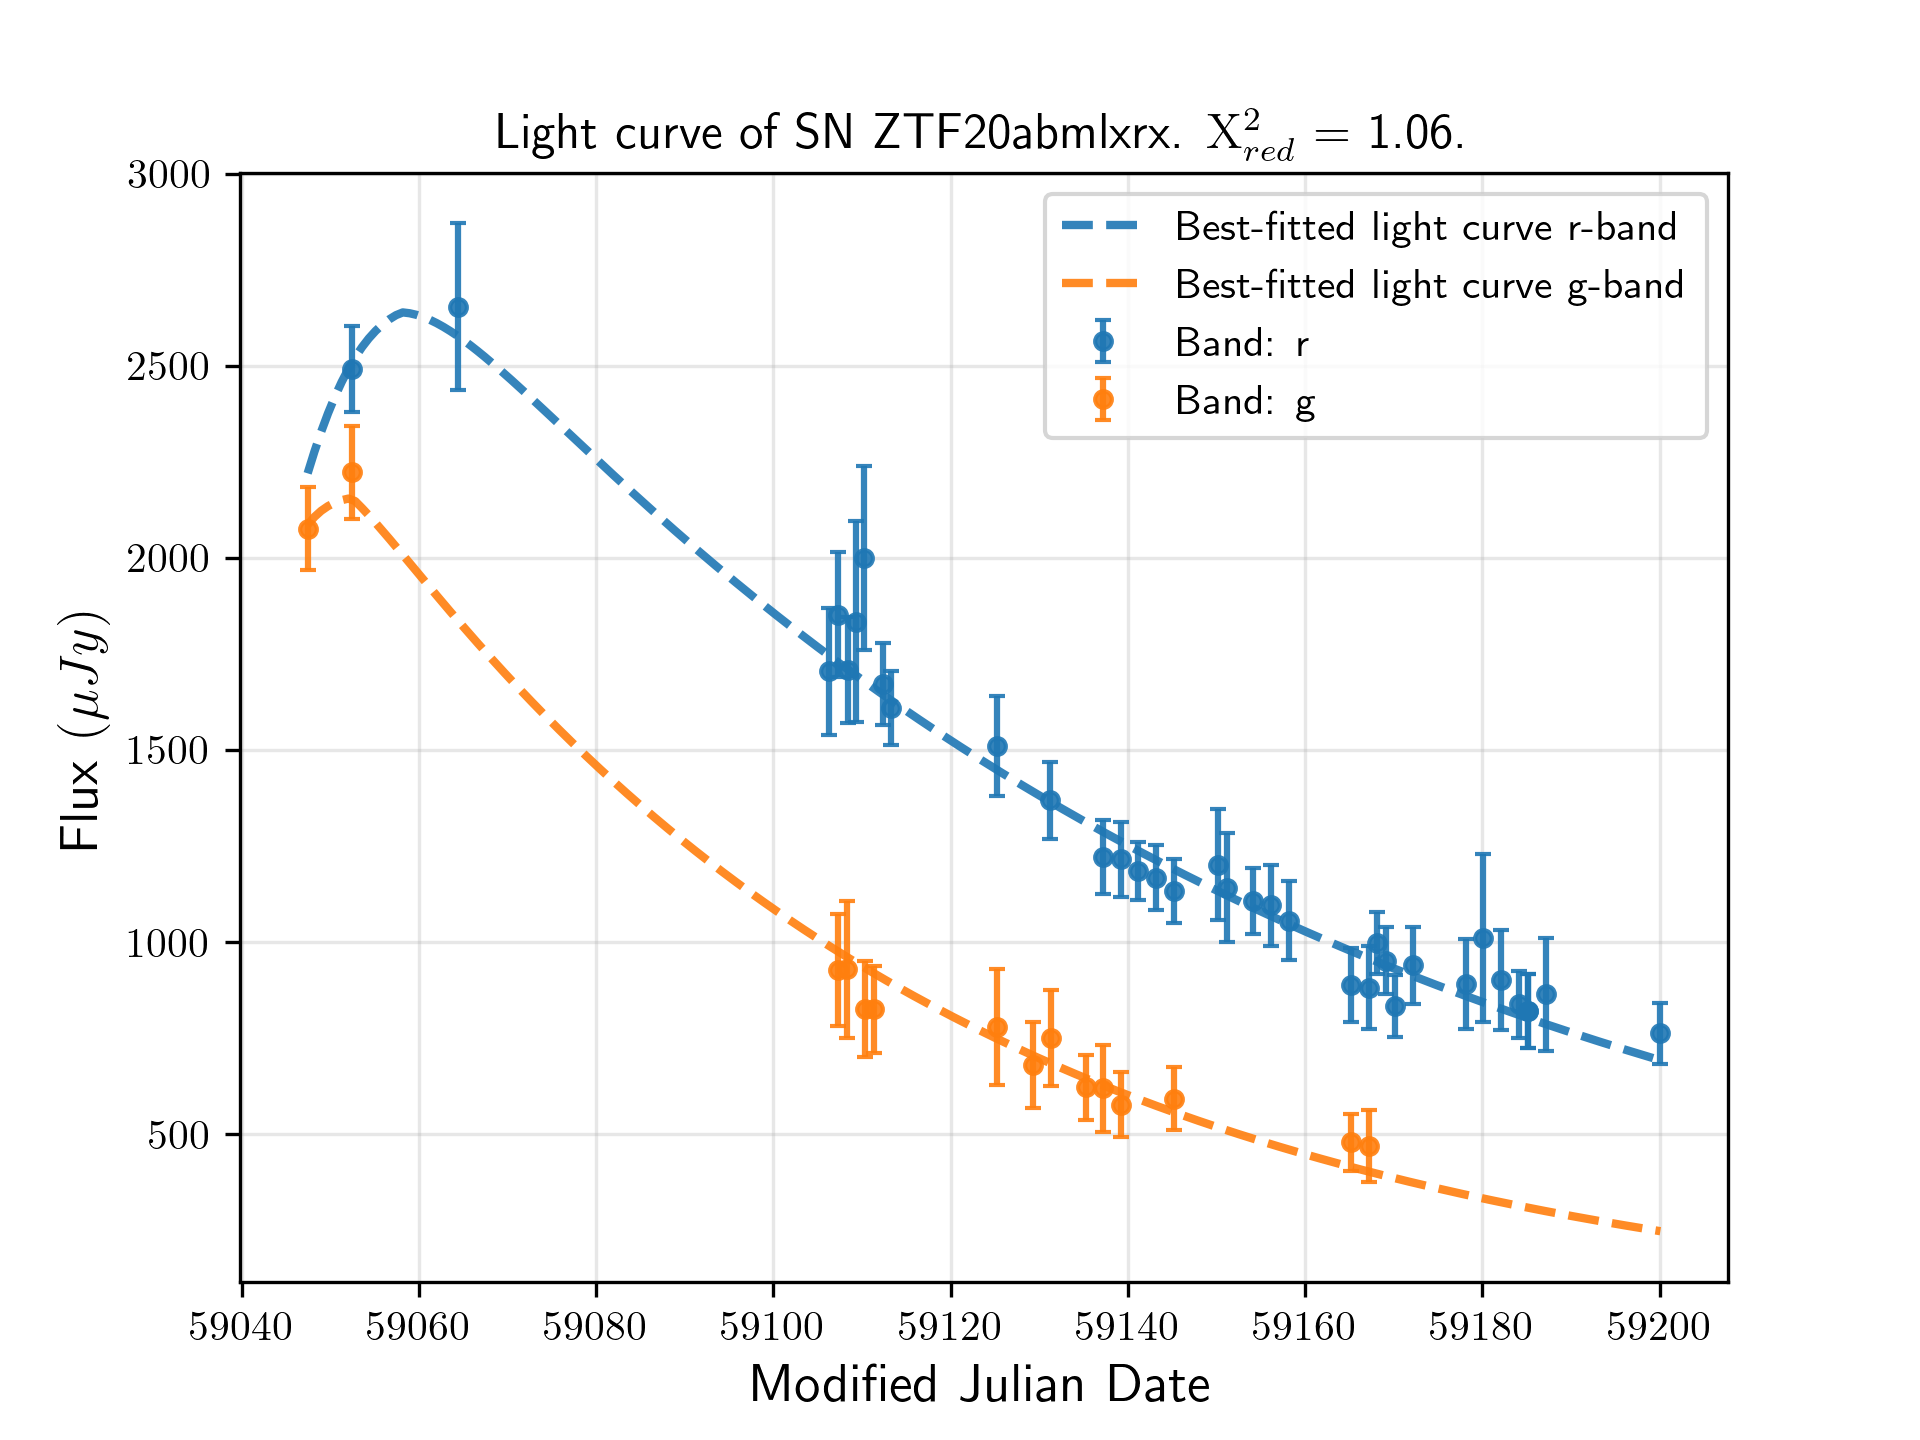 Light curve of SN ZTF20abmlxrx. X²_red = 1.06.
3000
2500
2000
1500
1000
500
Flux (μJy)
Best-fitted light curve r-band
Best-fitted light curve g-band
Band: r
Band: g
59040 59060 59080 59100 59120 59140 59160 59180 59200
Modified Julian Date